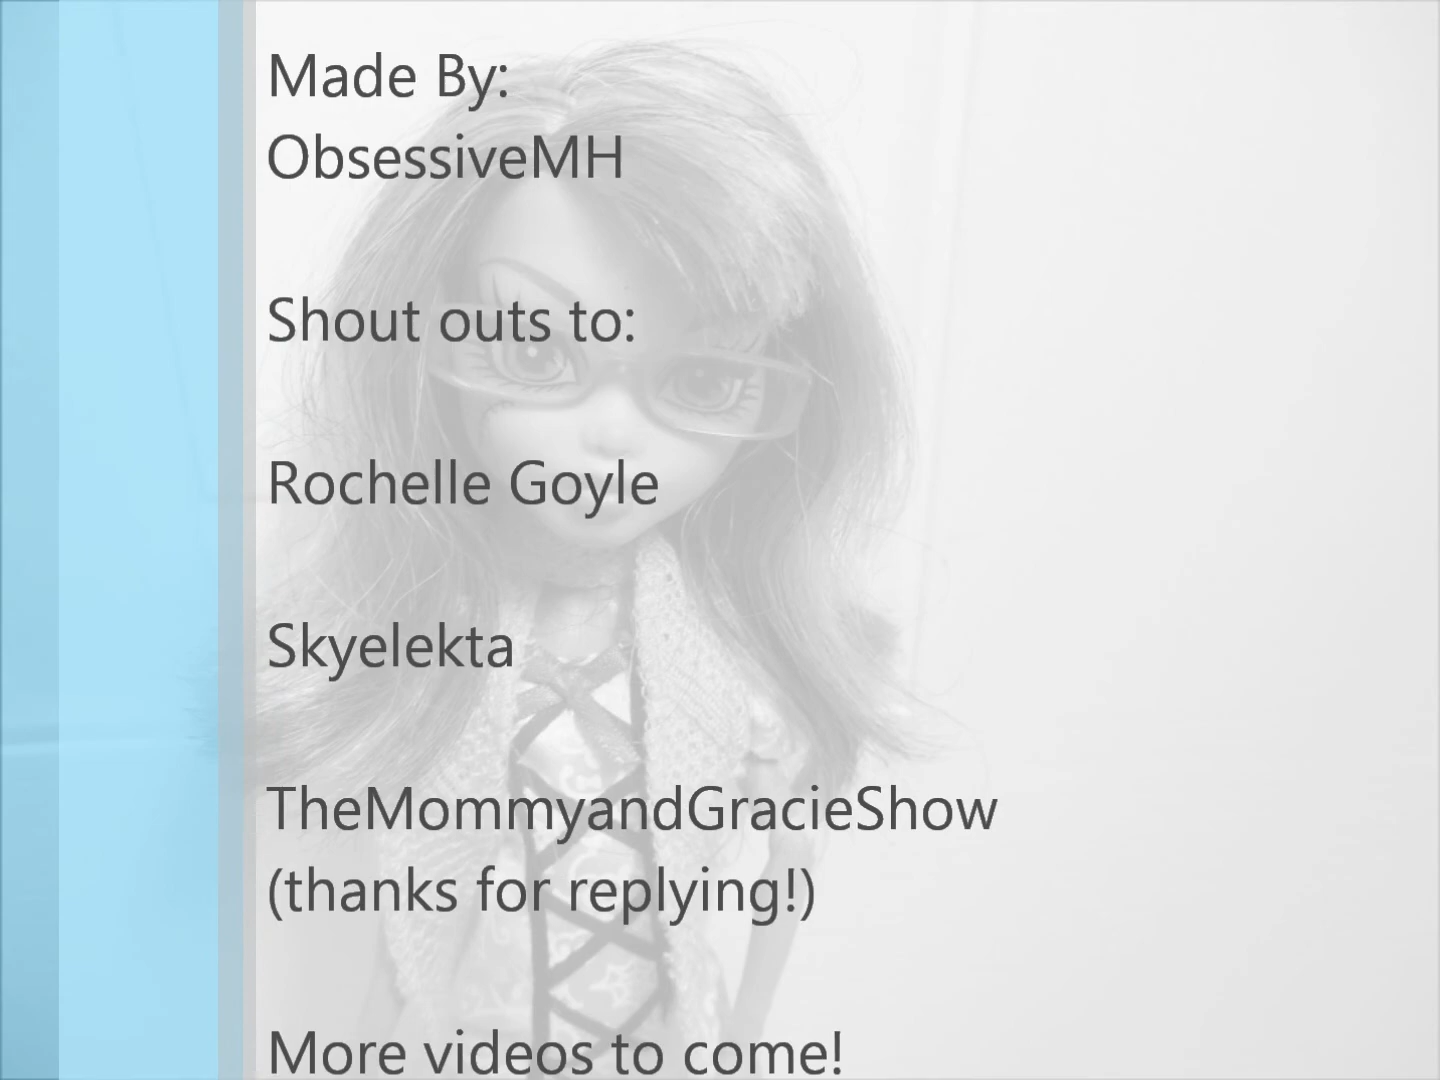 Made By:
ObsessiveMH
Shout outs to:
Rochelle Goyle
Skyelekta
TheMommyandGracieShow
(thanks for replying!)
More videos to come!